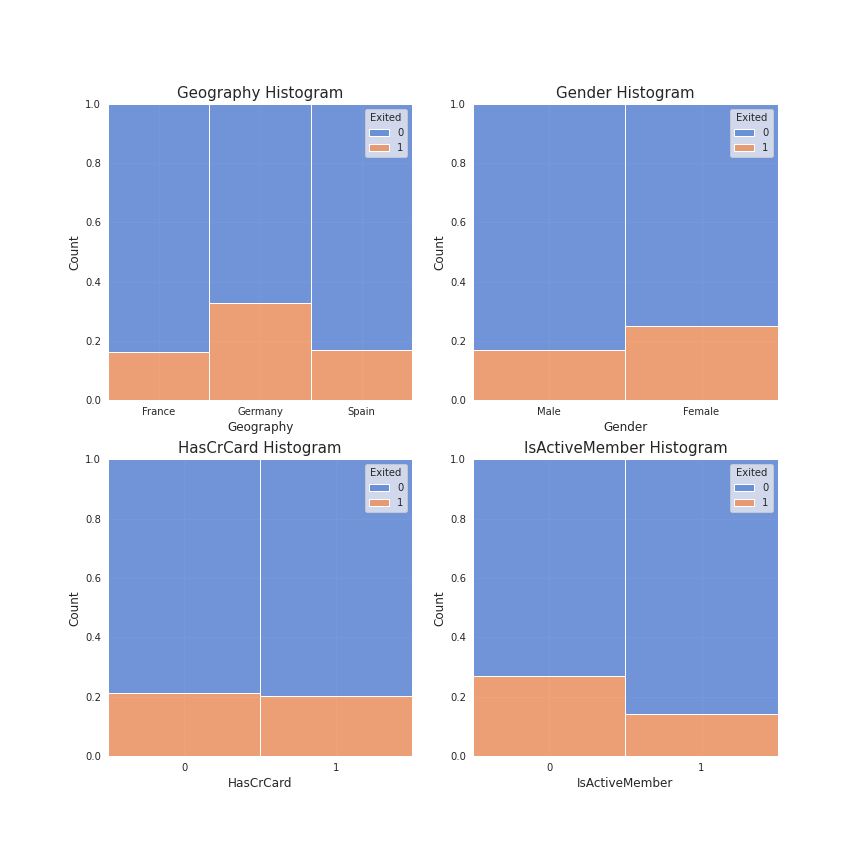 Geography Histogram
Count
1.0
0.8
0.6
0.4
0.2
0.0
Exited
0
1
France Germany Spain
Geography
Gender Histogram
Count
1.0
0.8
0.6
0.4
0.2
0.0
Exited
0
1
Male Female
Gender
HasCrCard Histogram
Count
1.0
0.8
0.6
0.4
0.2
0.0
Exited
0
1
0 1
HasCrCard
IsActiveMember Histogram
Count
1.0
0.8
0.6
0.4
0.2
0.0
Exited
0
1
0 1
IsActiveMember